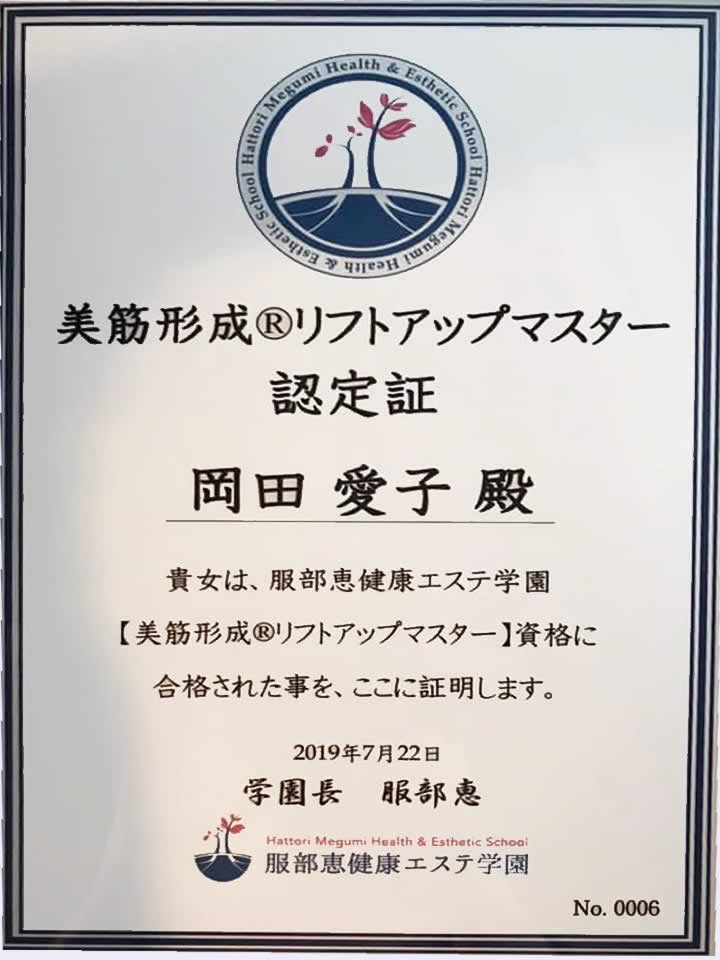 Hattori Megumi Health & Esthetic School Hattori Megumi Health & Esthetic School
美筋形成®リフトアップマスター
認定証
岡田 愛子 殿
貴女は、服部恵健康エステ学園
【美筋形成®リフトアップマスター】資格に
合格された事を、ここに証明します。
2019年7月22日
学園長 服部恵
Hattori Megumi Health & Esthetic School
服部恵健康エステ学園
No. 0006